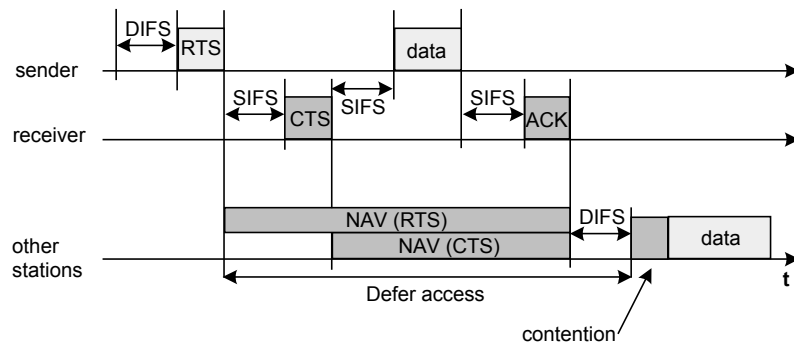 DIFS
RTS
data
sender
SIFS
CTS
SIFS
SIFS
ACK
receiver
NAV (RTS)
DIFS
NAV (CTS)
data
other
stations
Defer access
t
contention